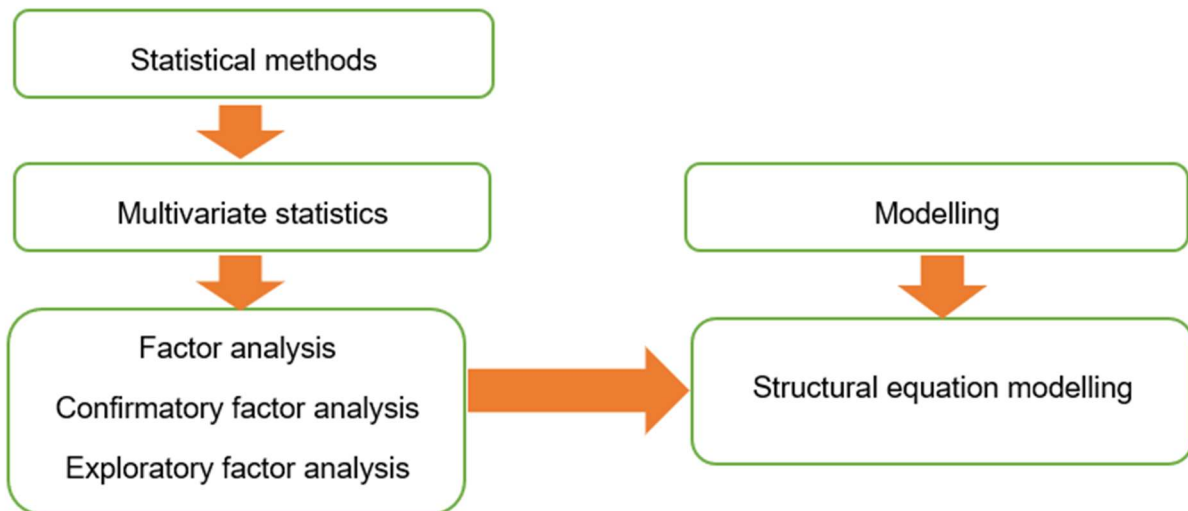 Statistical methods
Multivariate statistics
Modelling
Factor analysis
Confirmatory factor analysis
Exploratory factor analysis
Structural equation modelling